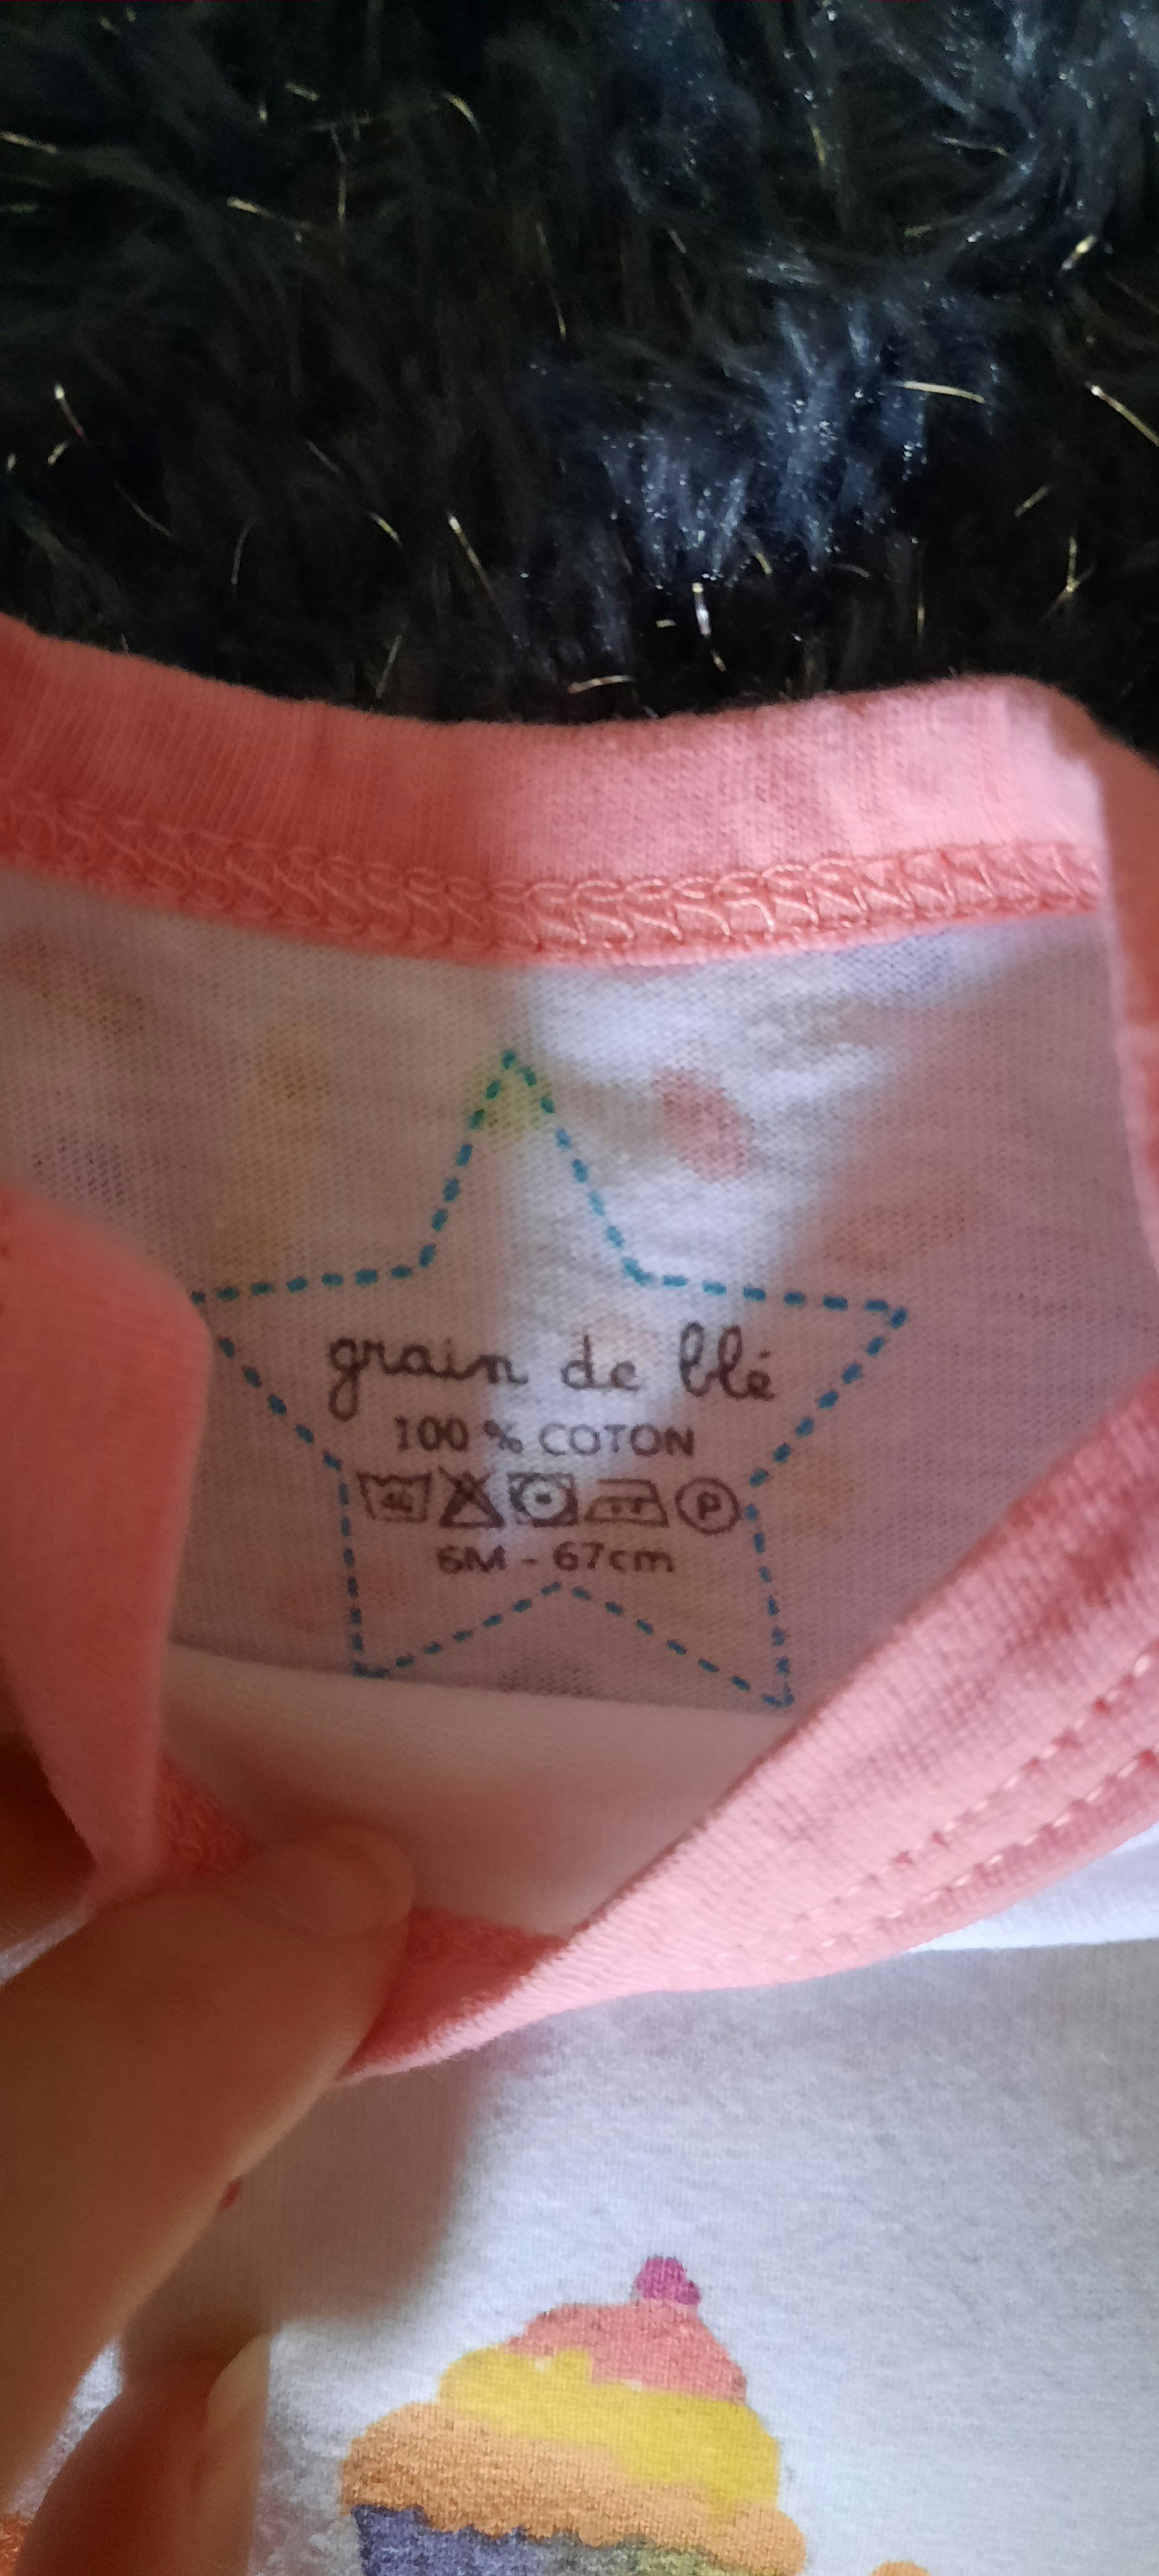 grain de blé
100 % COTON
P
6M - 67cm